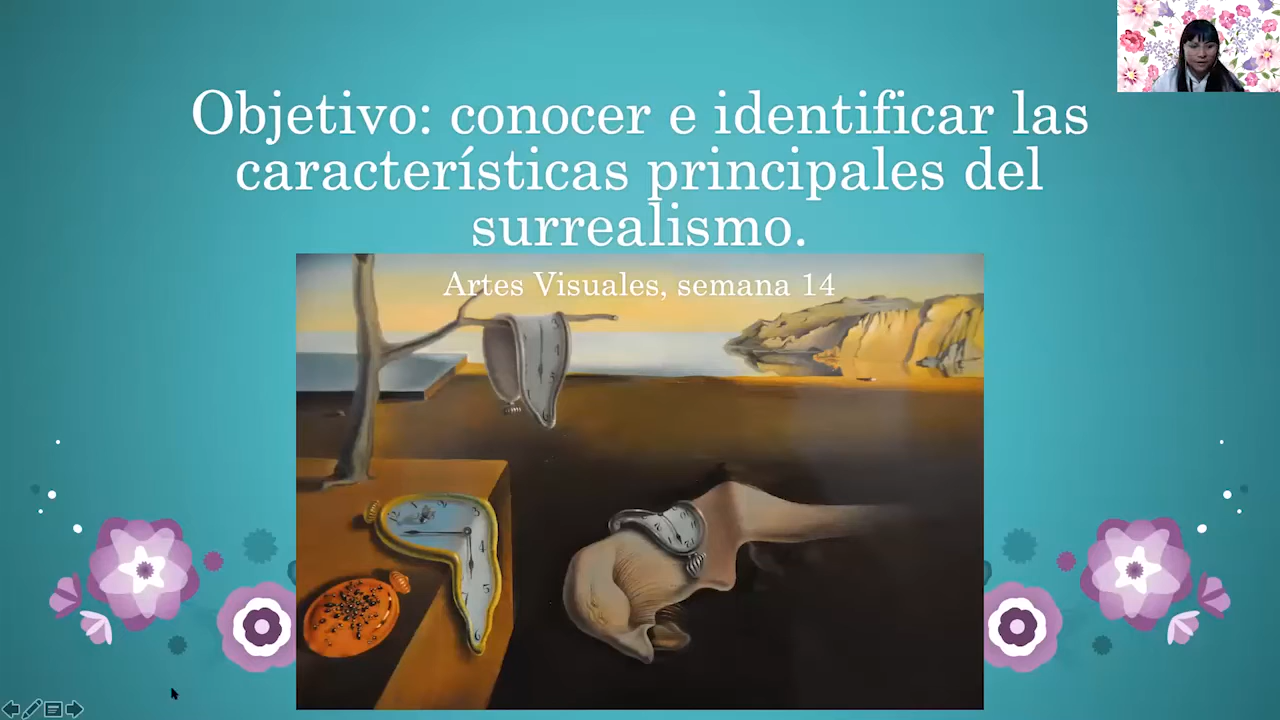 Objetivo: conocer e identificar las
características principales del
surrealismo.
Artes Visuales, semana 14